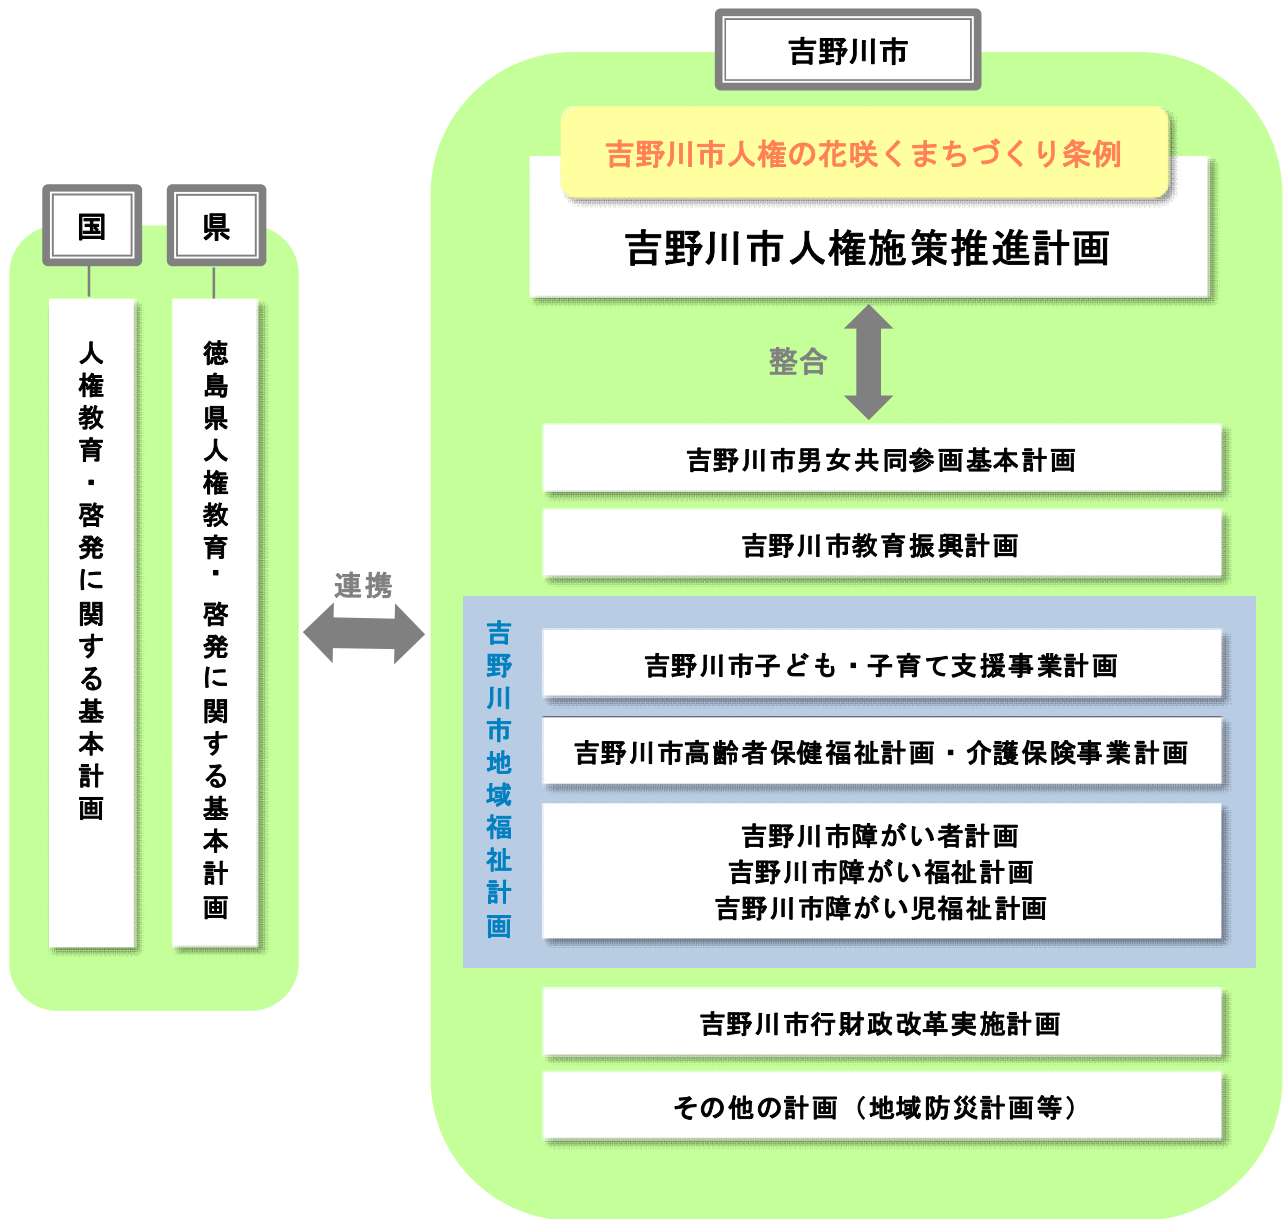 吉野川市
吉野川市人権の花咲くまちづくり条例
吉野川市人権施策推進計画
国
県
人権教育・啓発に関する基本計画
徳島県人権教育・啓発に関する基本計画
連携
整合
吉野川市男女共同参画基本計画
吉野川市教育振興計画
吉野川市地域福祉計画
吉野川市子ども・子育て支援事業計画
吉野川市高齢者保健福祉計画・介護保険事業計画
吉野川市障がい者計画
吉野川市障がい福祉計画
吉野川市障がい児福祉計画
吉野川市行財政改革実施計画
その他の計画（地域防災計画等）